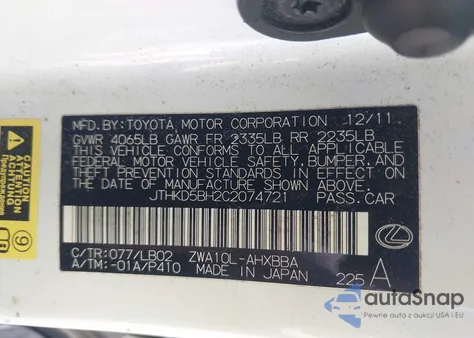 MFD.BY:TOYOTA MOTOR CORPORATION 12/11
GVWR 4065LB GAWR FR 2335LB RR 2235LB
THIS VEHICLE CONFORMS TO ALL APPLICABLE
FEDERAL MOTOR VEHICLE SAFETY, BUMPER, AND
THEFT PREVENTION STANDARDS IN EFFECT ON
THE DATE OF MANUFACTURE SHOWN ABOVE.
JTHKD5BH2C2074721 PASS.CAR
C/TR:077/LB02 ZWA10L-AHXBBA
A/TM:-01A/P410 MADE IN JAPAN 225 A
ATTENTION
9
autoSnap
Pewne auta z USA